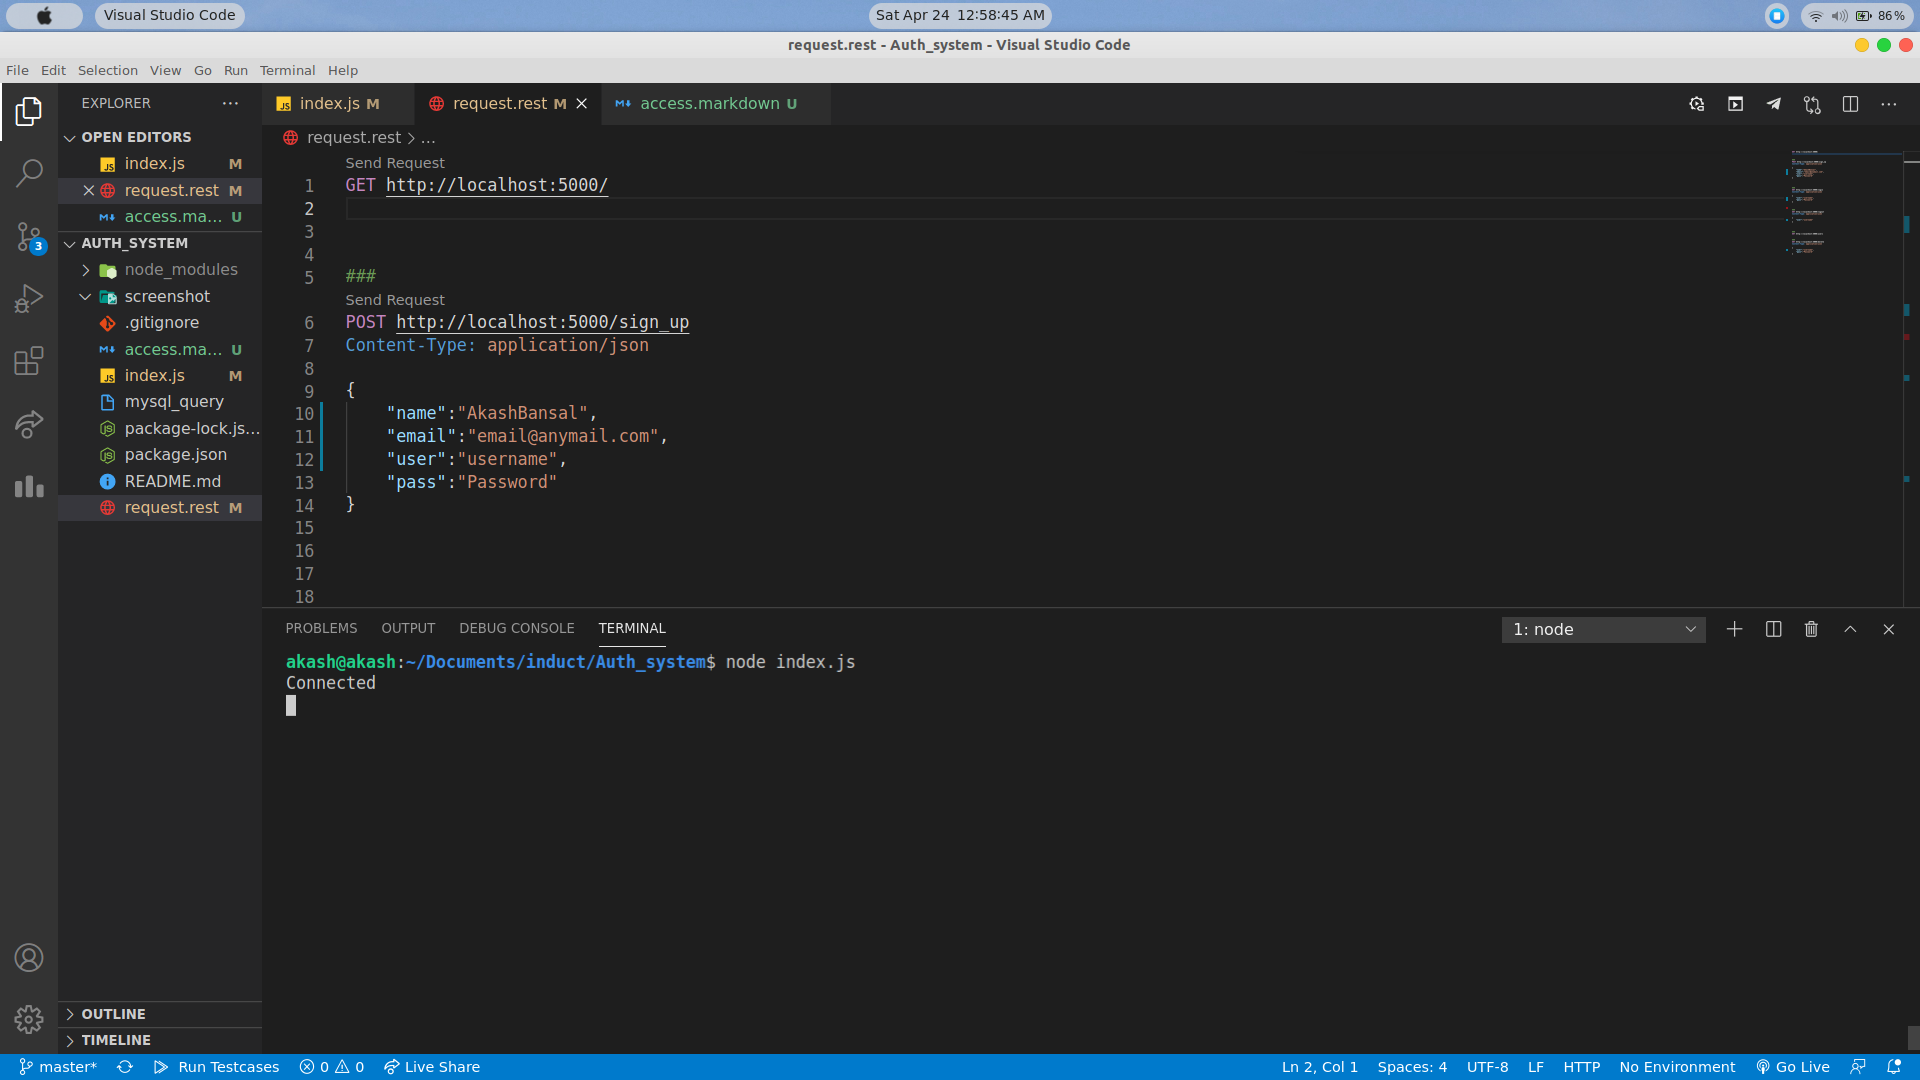 Visual Studio Code
Sat Apr 24 12:58:45 AM
86%
request.rest - Auth_system - Visual Studio Code
File Edit Selection View Go Run Terminal Help
EXPLORER
OPEN EDITORS
index.js M
request.rest M
access.ma... U
AUTH_SYSTEM
node_modules
screenshot
.gitignore
access.ma... U
index.js M
mysql_query
package-lock.js...
package.json
README.md
request.rest M
OUTLINE
TIMELINE
3
index.js M
request.rest M
access.markdown U
request.rest > ...
Send Request
1 GET http://localhost:5000/
2
3
4
5 ###
Send Request
6 POST http://localhost:5000/sign_up
7 Content-Type: application/json
8
9 {
10 "name":"AkashBansal",
11 "email":"email@anymail.com",
12 "user":"username",
13 "pass":"Password"
14 }
15
16
17
18
PROBLEMS OUTPUT DEBUG CONSOLE TERMINAL
1: node
akash@akash:~/Documents/induct/Auth_system$ node index.js
Connected
master* Run Testcases 0 0 Live Share
Ln 2, Col 1 Spaces: 4 UTF-8 LF HTTP No Environment Go Live